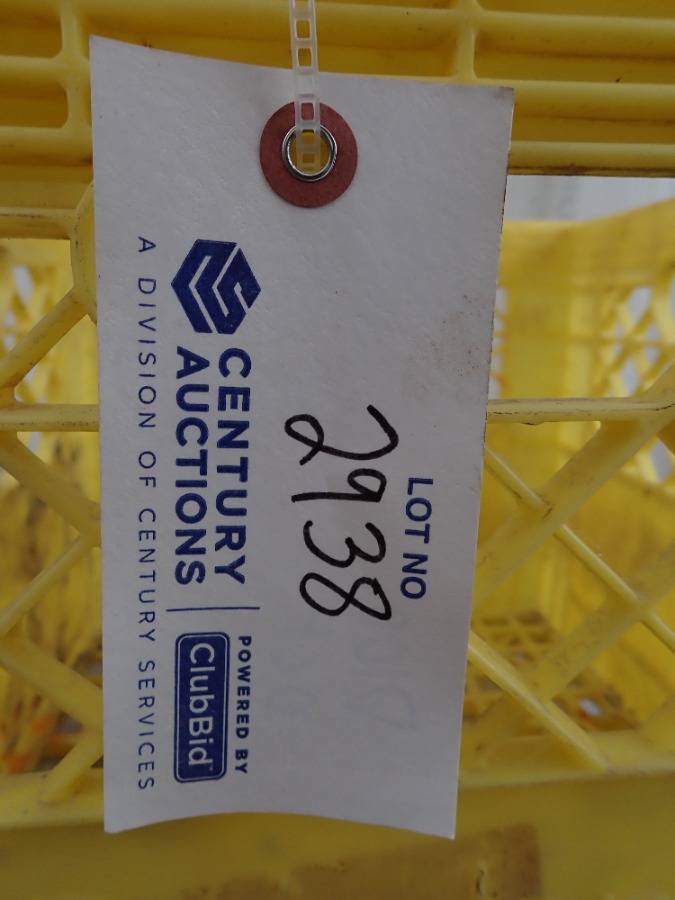 LOT NO
2938
CENTURY
AUCTIONS
POWERED BY
ClubBid
A DIVISION OF CENTURY SERVICES